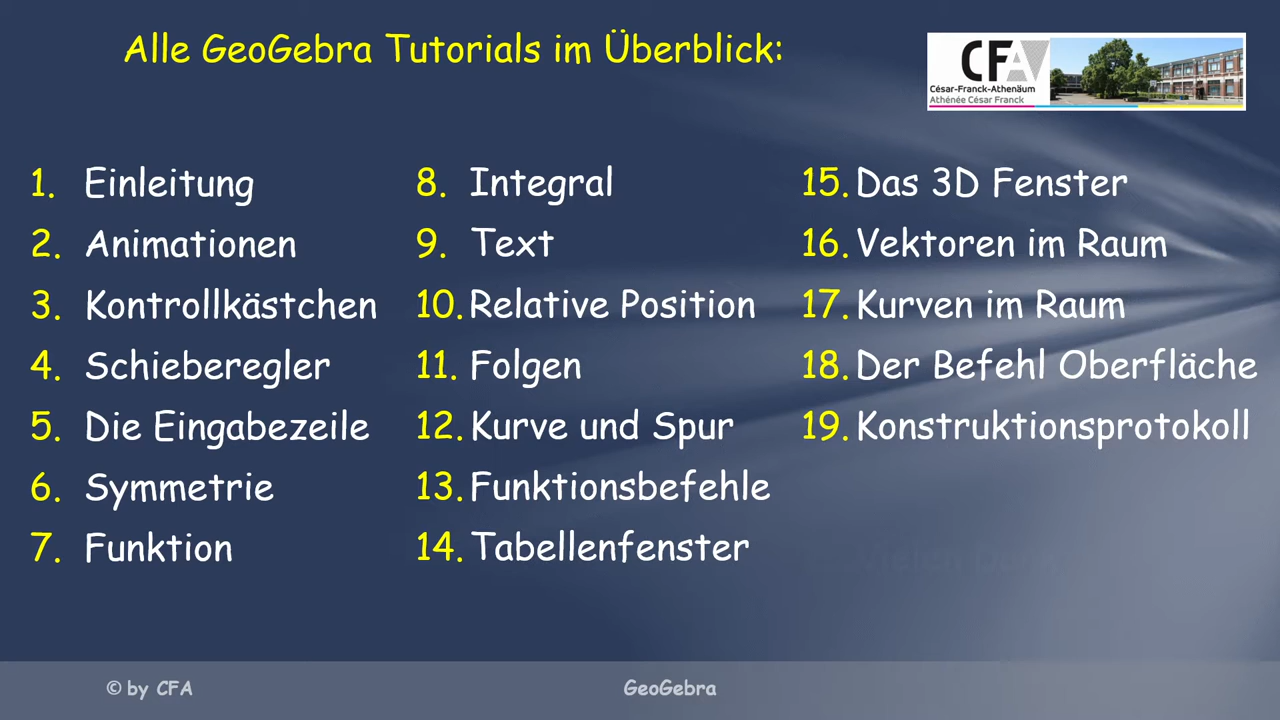 Alle GeoGebra Tutorials im Überblick:
CFA
César-Franck-Athenäum
Athénée César Franck
1. Einleitung
2. Animationen
3. Kontrollkästchen
4. Schieberegler
5. Die Eingabezeile
6. Symmetrie
7. Funktion
8. Integral
9. Text
10. Relative Position
11. Folgen
12. Kurve und Spur
13. Funktionsbefehle
14. Tabellenfenster
15. Das 3D Fenster
16. Vektoren im Raum
17. Kurven im Raum
18. Der Befehl Oberfläche
19. Konstruktionsprotokoll
© by CFA
GeoGebra